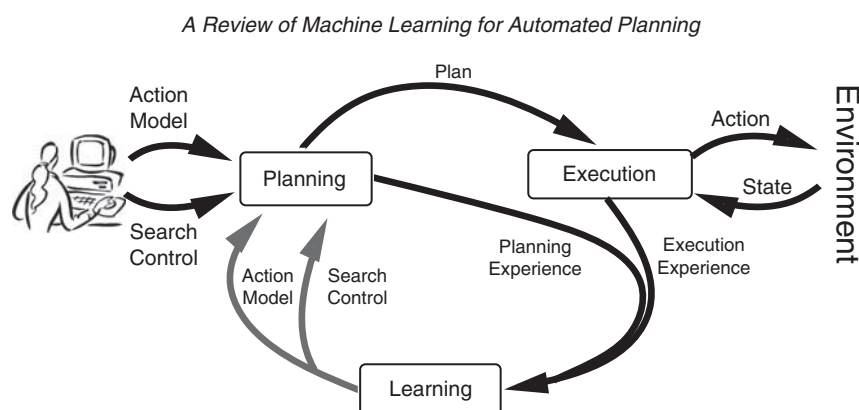 A Review of Machine Learning for Automated Planning
Plan
Action
Model
Planning
Search
Control
Execution
Action
State
Environment
Planning
Experience
Execution
Experience
Action
Model
Search
Control
Learning